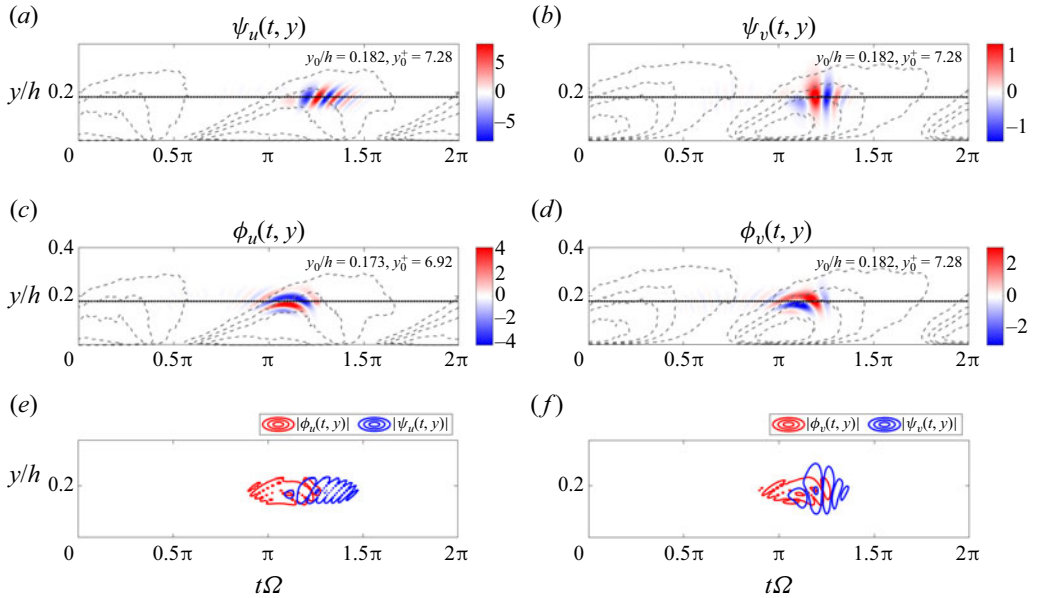 (a)
ψu(t, y)
(b)
ψv(t, y)
y0/h = 0.182, y0+ = 7.28
y0/h = 0.182, y0+ = 7.28
y/h
0.2
0.2
5
0
–5
1
0
–1
0
0.5π
π
1.5π
2π
0
0.5π
π
1.5π
2π
(c)
ϕu(t, y)
(d)
ϕv(t, y)
0.4
y0/h = 0.173, y0+ = 6.92
0.4
y0/h = 0.182, y0+ = 7.28
y/h
0.2
0.2
4
2
0
–2
–4
2
0
–2
0
0.5π
π
1.5π
2π
0
0.5π
π
1.5π
2π
(e)
(f)
|ϕu(t, y)|
|ψu(t, y)|
|ϕv(t, y)|
|ψv(t, y)|
y/h
0.2
y/h
0.2
0
0.5π
π
1.5π
2π
0
0.5π
π
1.5π
2π
tΩ
tΩ